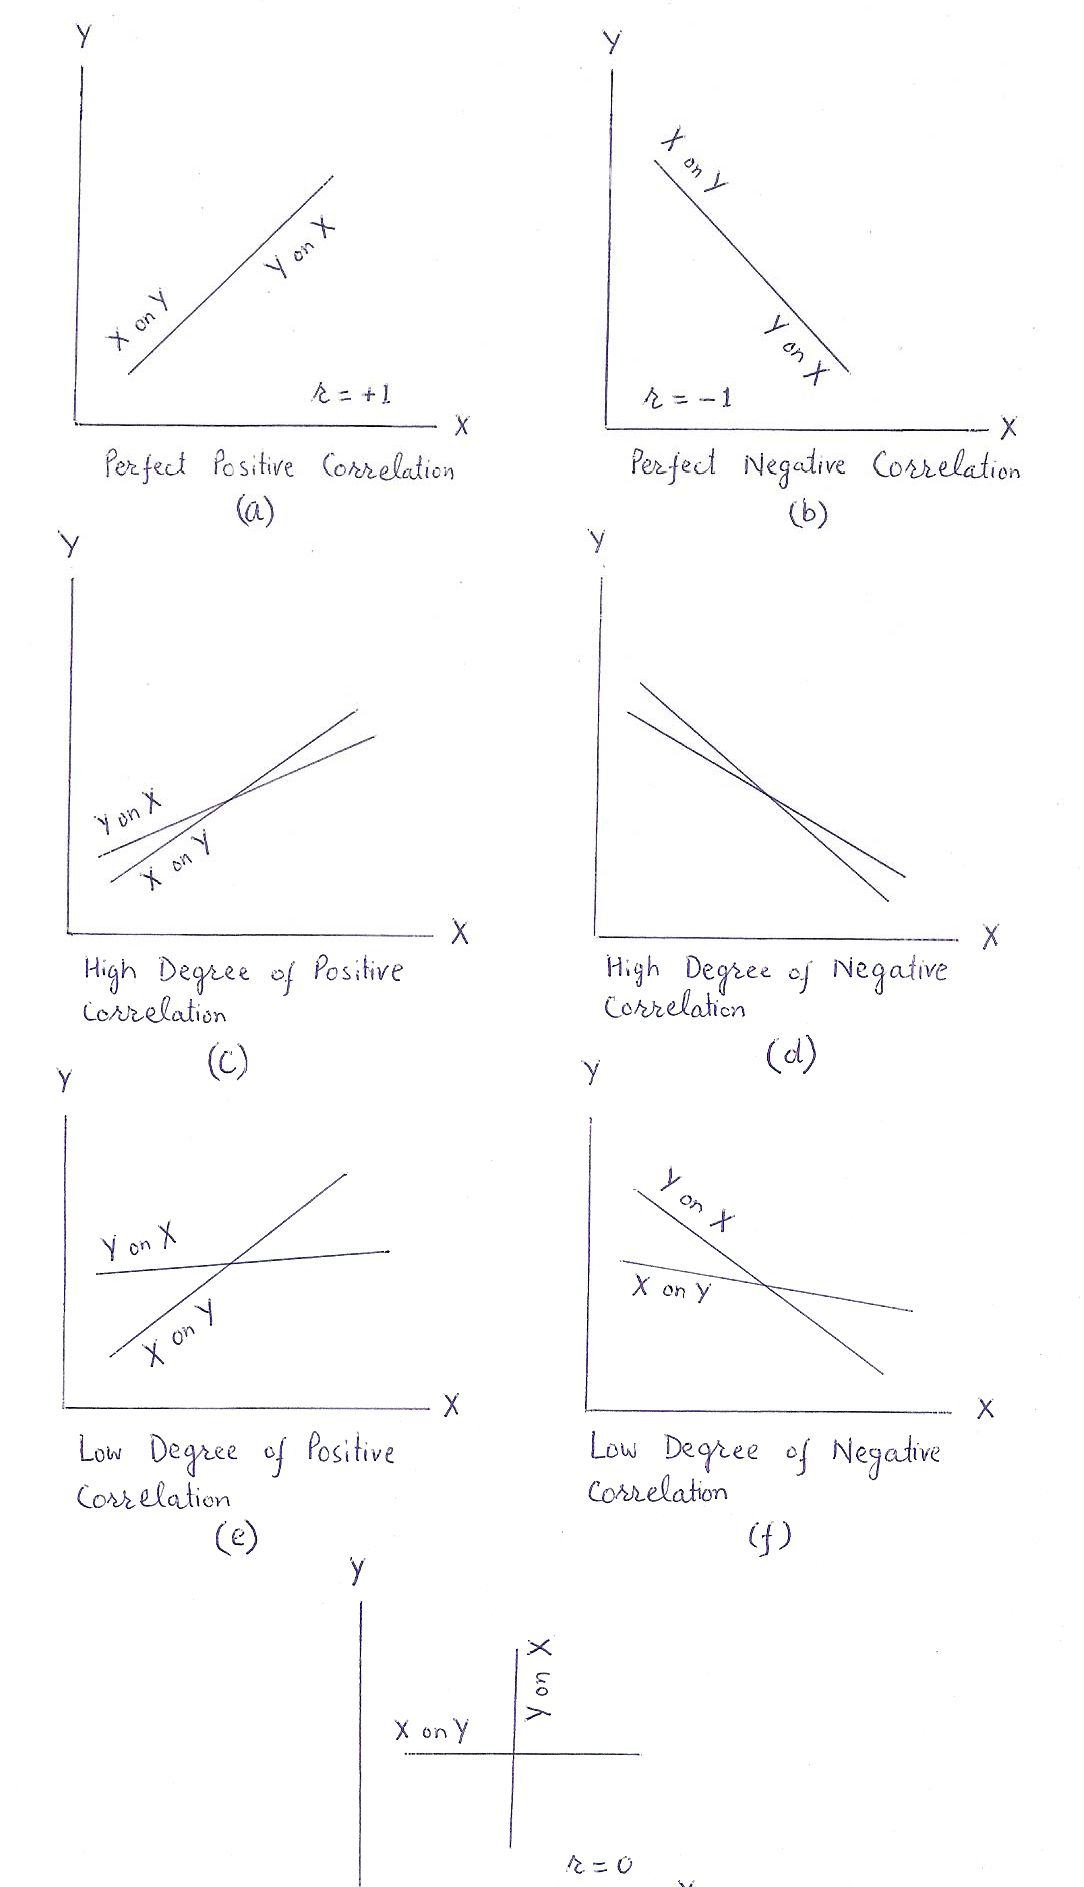 Y
X on Y
Y on X
r = +1
X
Perfect Positive Correlation
(a)
Y
X on Y
Y on X
r = -1
X
Perfect Negative Correlation
(b)
Y
Y on X
X on Y
X
High Degree of Positive
Correlation
(c)
Y
X
High Degree of Negative
Correlation
(d)
Y
Y on X
X on Y
X
Low Degree of Positive
Correlation
(e)
Y
Y on X
X on Y
X
Low Degree of Negative
Correlation
(f)
Y
Y on X
X on Y
r = 0